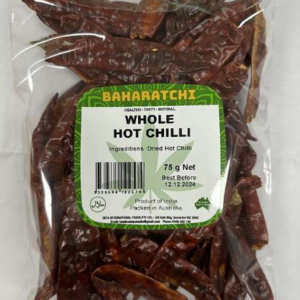 BAHARATCHI
HEALTHY - TASTY - NATURAL
WHOLE
HOT CHILLI
Ingredients: Dried Hot Chilli
75 g Net
Best Before
12.12.2024
Product of India
Packed in Australia